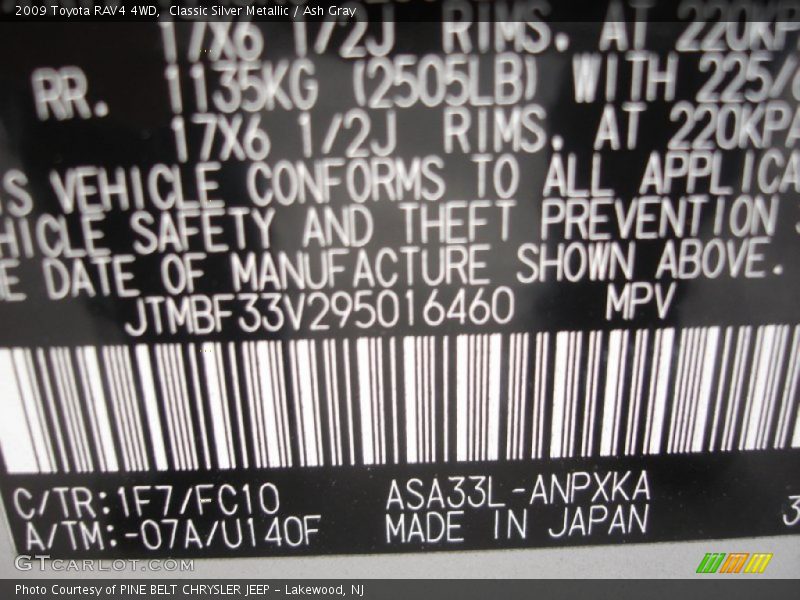 2009 Toyota RAV4 4WD, Classic Silver Metallic / Ash Gray
17X6 1/2J RIMS. AT 220KP
RR. 1135KG (2505LB) WITH 225/
17X6 1/2J RIMS. AT 220KPA
S VEHICLE CONFORMS TO ALL APPLICA
HICLE SAFETY AND THEFT PREVENTION
E DATE OF MANUFACTURE SHOWN ABOVE.
JTMBF33V295016460 MPV
C/TR:1F7/FC10 ASA33L-ANPXKA
A/TM:-07A/U140F MADE IN JAPAN
3
GTCARLOT.COM
Photo Courtesy of PINE BELT CHRYSLER JEEP - Lakewood, NJ